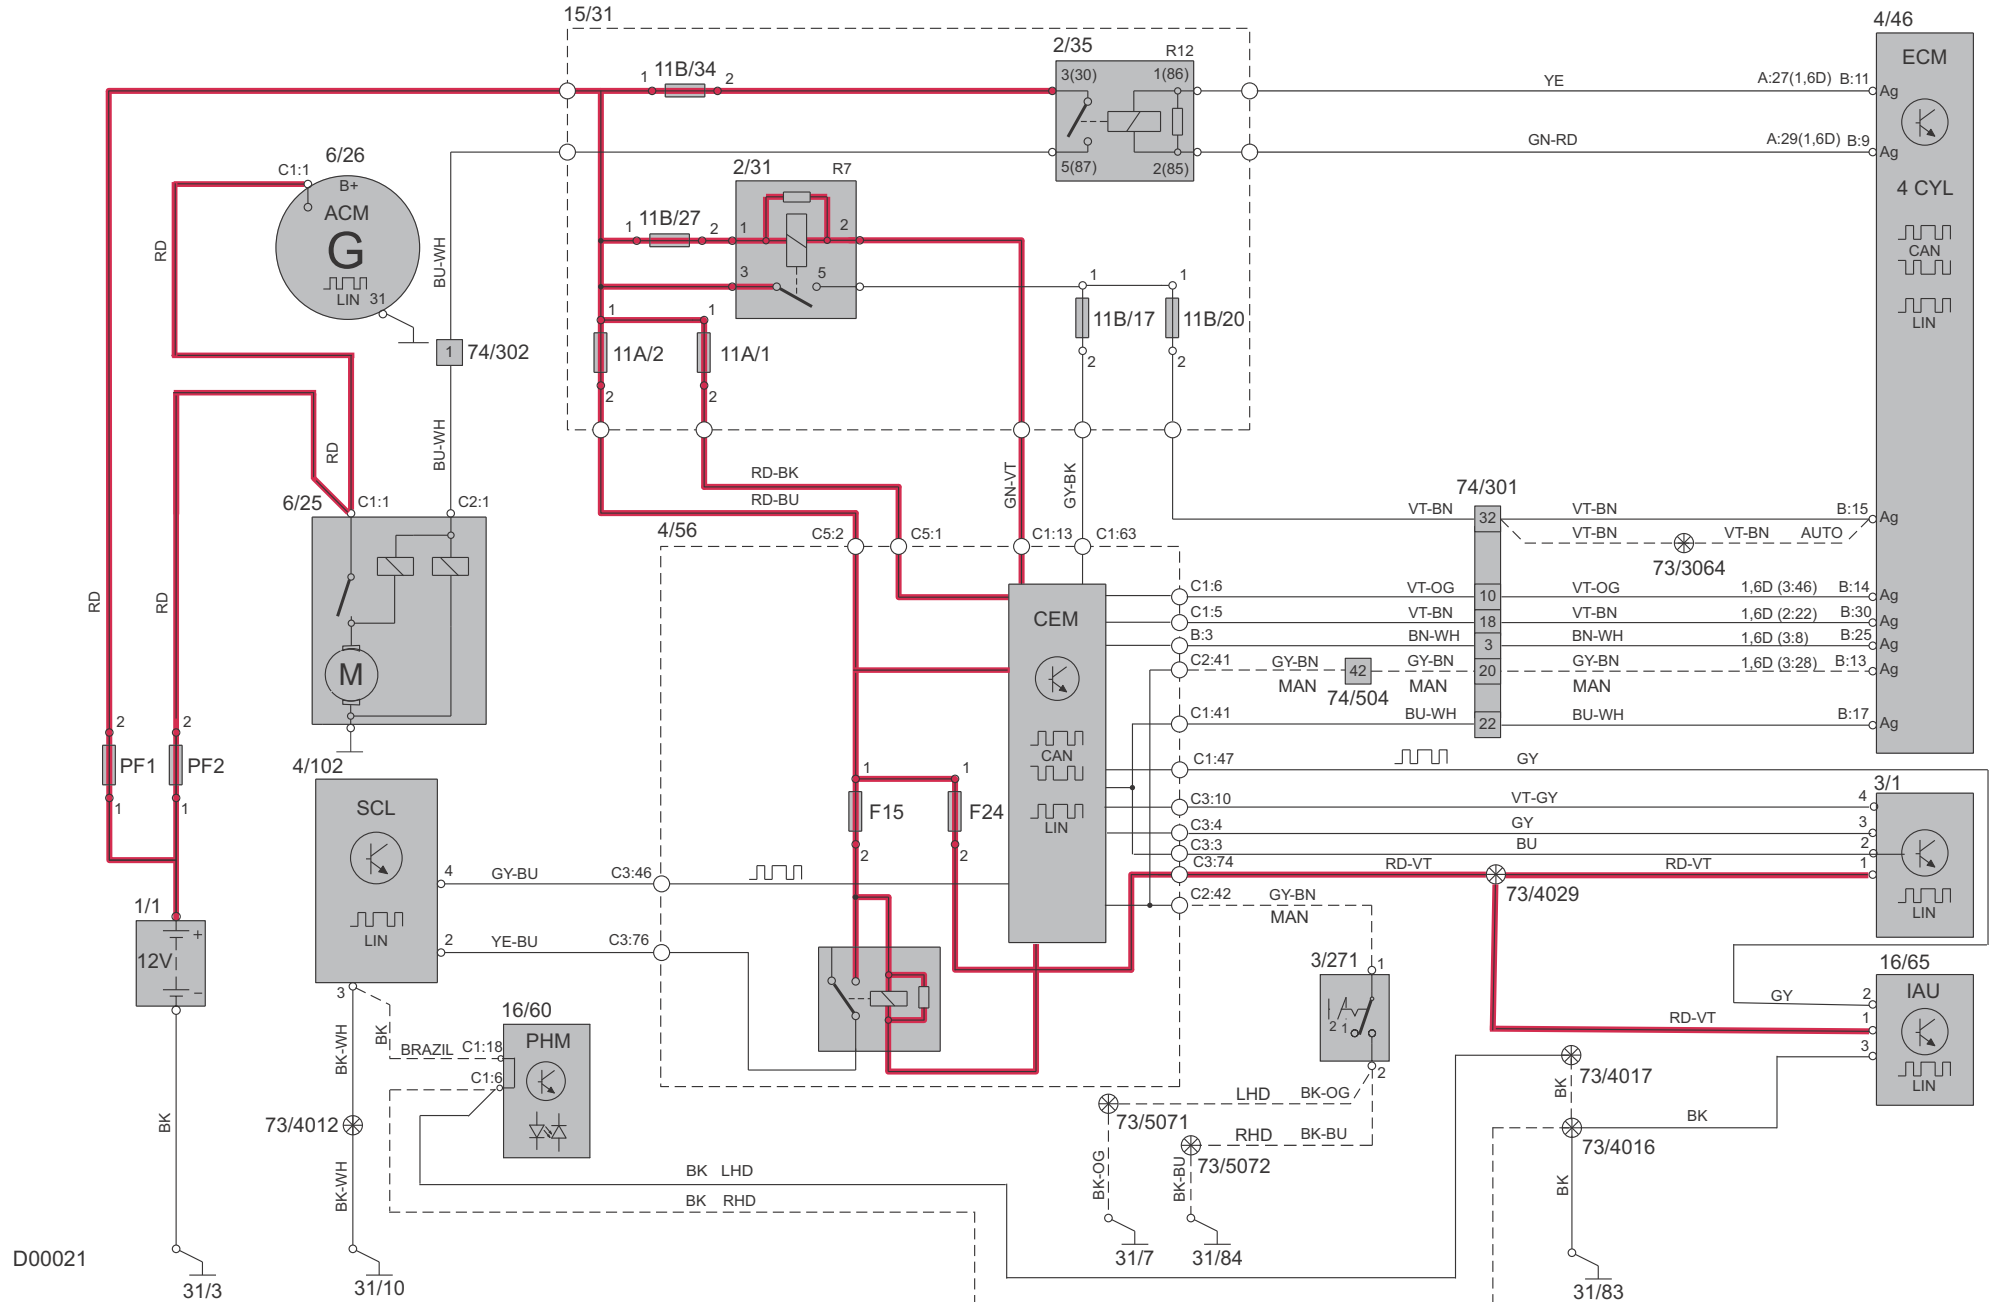 15/31
4/46
ECM
2/35
R12
3(30)
1(86)
5(87)
2(85)
1
11B/34
2
YE
A:27(1,6D) B:11
Ag
GN-RD
A:29(1,6D) B:9
Ag
4 CYL
CAN
LIN
6/26
C1:1
B+
ACM
G
LIN
31
RD
BU-WH
2/31
R7
1
11B/27
2
1
2
3
5
1
11A/2
2
1
11A/1
2
1
11B/17
2
1
11B/20
2
1
74/302
BU-WH
RD
RD
RD
RD
6/25
C1:1
C2:1
M
RD-BK
RD-BU
GN-VT
GY-BK
4/56
C5:2
C5:1
C1:13
C1:63
CEM
CAN
LIN
74/301
VT-BN
32
VT-BN
B:15
Ag
VT-BN
VT-BN
AUTO
73/3064
C1:6
VT-OG
10
VT-OG
1,6D (3:46)
B:14
Ag
C1:5
VT-BN
18
VT-BN
1,6D (2:22)
B:30
Ag
B:3
BN-WH
3
BN-WH
1,6D (3:8)
B:25
Ag
C2:41
GY-BN
MAN
42
74/504
GY-BN
MAN
20
GY-BN
MAN
1,6D (3:28)
B:13
Ag
C1:41
BU-WH
22
BU-WH
B:17
Ag
C1:47
GY
C3:10
VT-GY
4
3/1
C3:4
GY
3
C3:3
BU
2
C3:74
RD-VT
73/4029
RD-VT
1
LIN
C2:42
GY-BN
MAN
2
PF1
1
2
PF2
1
4/102
SCL
LIN
4
GY-BU
C3:46
2
YE-BU
C3:76
3
1
F15
2
1
F24
2
1/1
12V
+
−
BK
31/3
BK-WH
BK
BRAZIL
C1:18
C1:6
16/60
PHM
73/4012
BK-WH
31/10
BK LHD
BK RHD
3/271
1
2 1
2
LHD
BK-OG
73/5071
RHD
BK-BU
73/5072
BK-OG
BK-BU
31/7
31/84
16/65
IAU
LIN
GY
2
RD-VT
1
3
73/4017
BK
73/4016
BK
BK
31/83
D00021